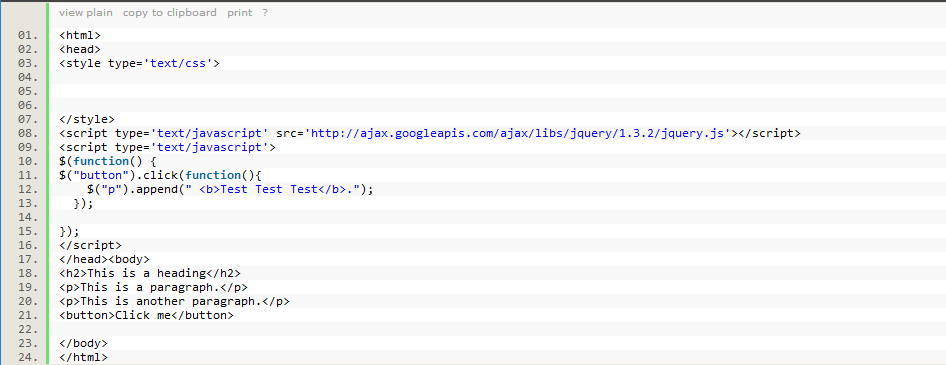 view plain copy to clipboard print ?
01. <html>
02. <head>
03. <style type='text/css'>
04.
05.
06.
07. </style>
08. <script type='text/javascript' src='http://ajax.googleapis.com/ajax/libs/jquery/1.3.2/jquery.js'></script>
09. <script type='text/javascript'>
10. $(function() {
11. $("button").click(function(){
12.     $("p").append(" <b>Test Test Test</b>.");
13.   });
14.
15. });
16. </script>
17. </head><body>
18. <h2>This is a heading</h2>
19. <p>This is a paragraph.</p>
20. <p>This is another paragraph.</p>
21. <button>Click me</button>
22.
23. </body>
24. </html>